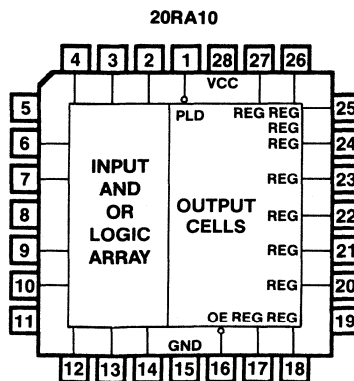 20RA10
4 3 2 1 28 27 26
VCC
5 25
PLD REG REG
REG
6 REG 24
INPUT
AND
OR
LOGIC
ARRAY
OUTPUT
CELLS
7 REG 23
8 REG 22
9 REG 21
10 REG 20
11 OE REG REG 19
GND
12 13 14 15 16 17 18